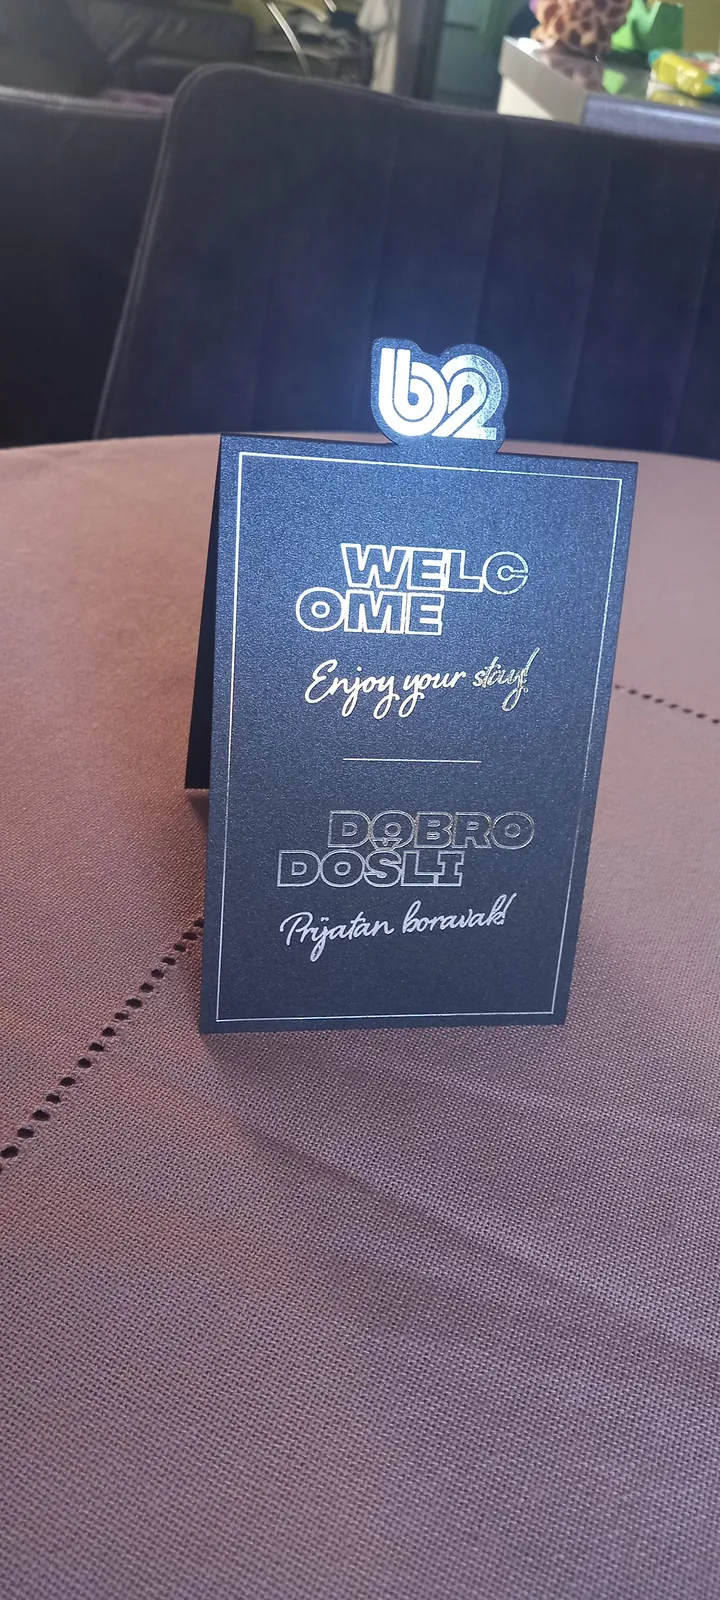 b2
WELC
OME
Enjoy your stay!
DOBRO
DOŠLI
Prijatan boravak!